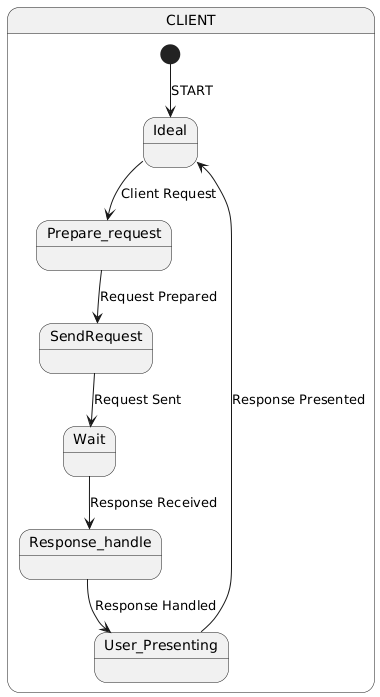 CLIENT
START
Ideal
Client Request
Prepare_request
Request Prepared
SendRequest
Request Sent
Response Presented
Wait
Response Received
Response_handle
Response Handled
User_Presenting